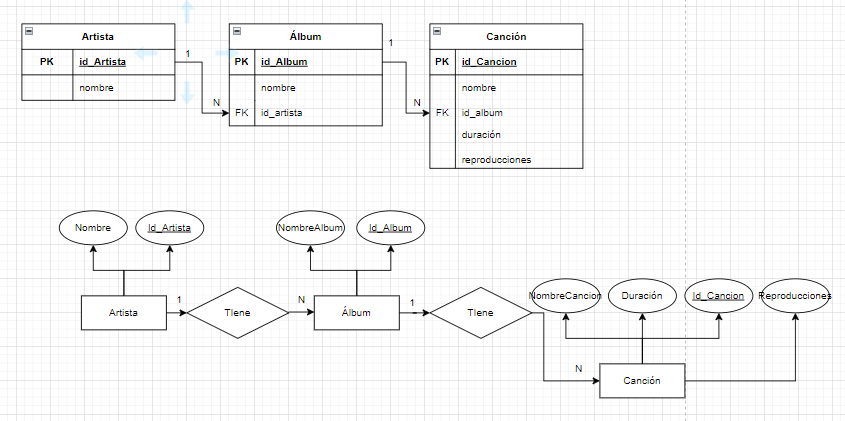 Artista
PK id_Artista
nombre
1
N
Álbum
PK id_Album
nombre
FK id_artista
1
N
Canción
PK id_Cancion
nombre
FK id_album
duración
reproducciones
Nombre
Id_Artista
NombreAlbum
Id_Album
NombreCancion
Duración
Id_Cancion
Reproducciones
Artista
1
TIene
N
Álbum
1
TIene
N
Canción